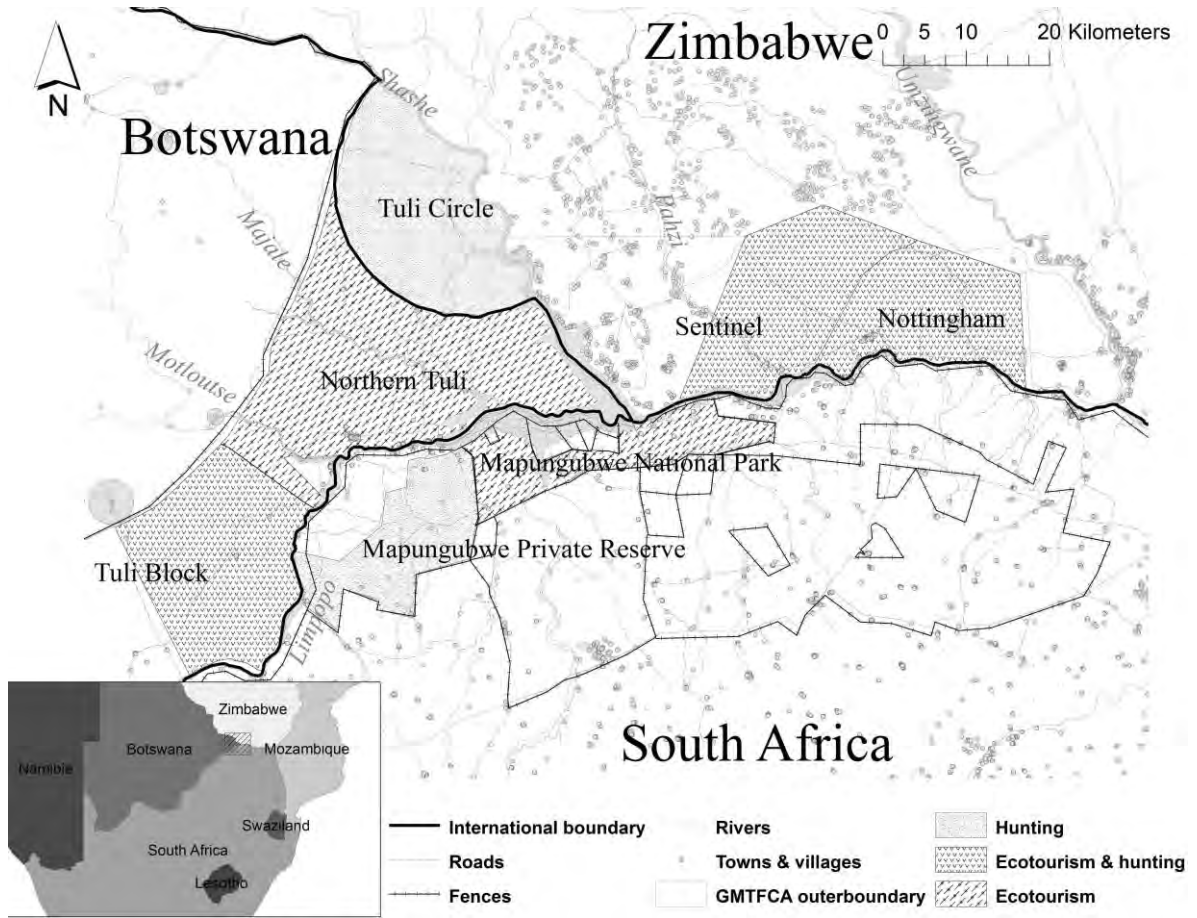 Zimbabwe
0 5 10 20 Kilometers
N
Botswana
Shashe
Umzingwane
Tuli Circle
Pahzi
Majale
Sentinel
Nottingham
Motloutse
Northern Tuli
Mapungubwe National Park
Mapungubwe Private Reserve
Tuli Block
Limpopo
South Africa
Zimbabwe
Botswana
Mozambique
Namibie
Swaziland
South Africa
Lesotho
International boundary
Roads
Fences
Rivers
Towns & villages
GMTFCA outerboundary
Hunting
Ecotourism & hunting
Ecotourism